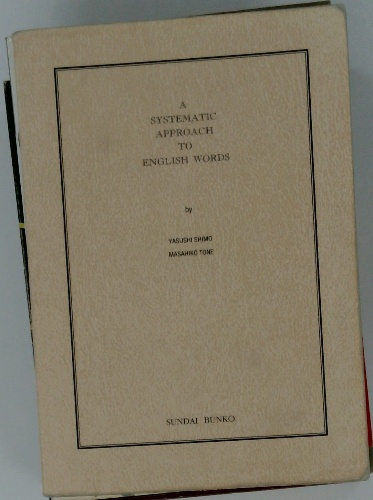 A
SYSTEMATIC
APPROACH
TO
ENGLISH WORDS
by
YASUSHI SHIMO
MASAHIKO TONE
SUNDAI BUNKO